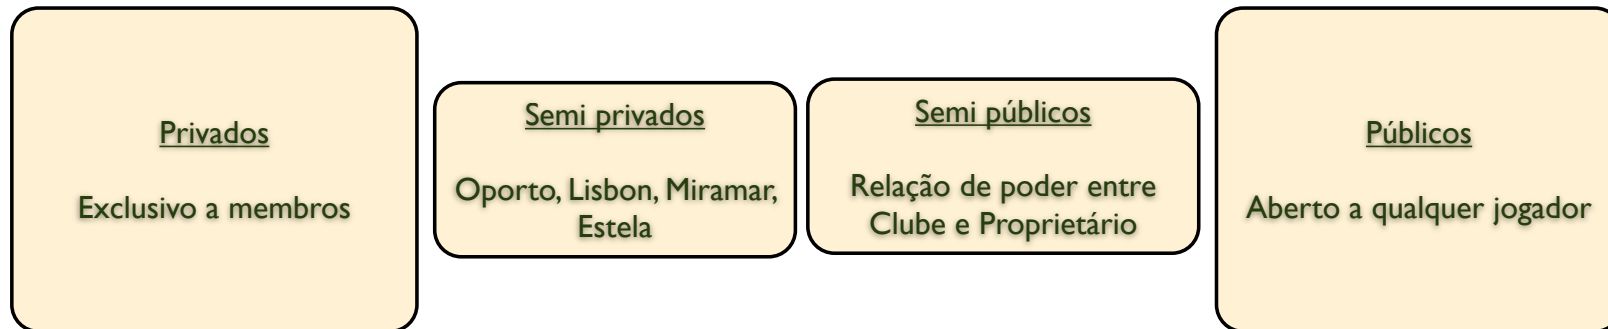 Privados
Exclusivo a membros
Semi privados
Oporto, Lisbon, Miramar,
Estela
Semi públicos
Relação de poder entre
Clube e Proprietário
Públicos
Aberto a qualquer jogador